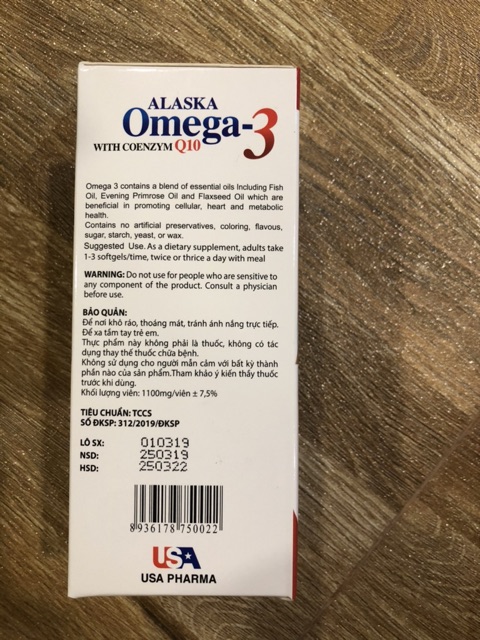 ALASKA
Omega-3
WITH COENZYM Q10
Omega 3 contains a blend of essential oils Including Fish
Oil, Evening Primrose Oil and Flaxseed Oil which are
beneficial in promoting cellular, heart and metabolic
health.
Contains no artificial preservatives, coloring, flavous,
sugar, starch, yeast, or wax.
Suggested Use. As a dietary supplement, adults take
1-3 softgels/time, twice or thrice a day with meal
WARNING: Do not use for people who are sensitive to
any component of the product. Consult a physician
before use.
BẢO QUẢN:
Để nơi khô ráo, thoáng mát, tránh ánh nắng trực tiếp.
Để xa tầm tay trẻ em.
Thực phẩm này không phải là thuốc, không có tác
dụng thay thế thuốc chữa bệnh.
Không sử dụng cho người mẫn cảm với bất kỳ thành
phần nào của sản phẩm.Tham khảo ý kiến thầy thuốc
trước khi dùng.
Khối lượng viên: 1100mg/viên ± 7,5%
TIÊU CHUẨN: TCCS
SỐ ĐKSP: 312/2019/ĐKSP
LÔ SX: 010319
NSD: 250319
HSD: 250322
8936178750022
USA
USA PHARMA